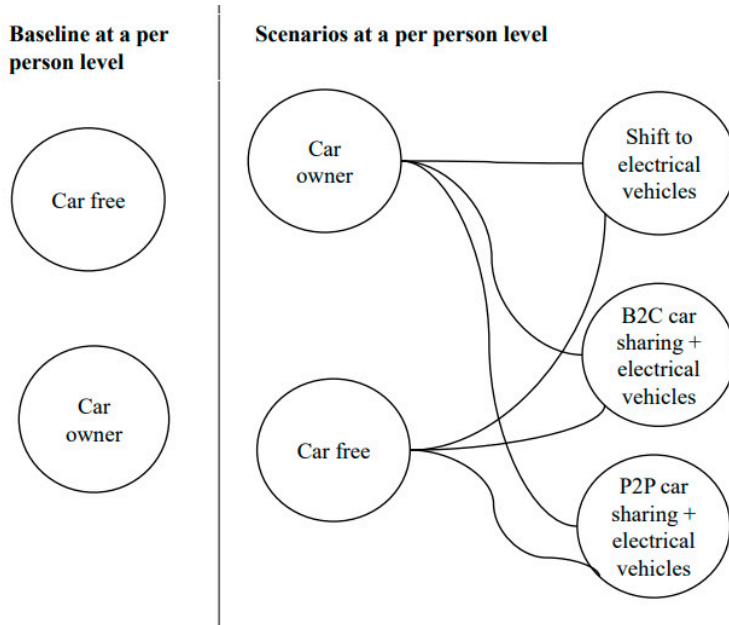 Baseline at a per
person level
Car free
Car
owner
Scenarios at a per person level
Car
owner
Car free
Shift to
electrical
vehicles
B2C car
sharing +
electrical
vehicles
P2P car
sharing +
electrical
vehicles